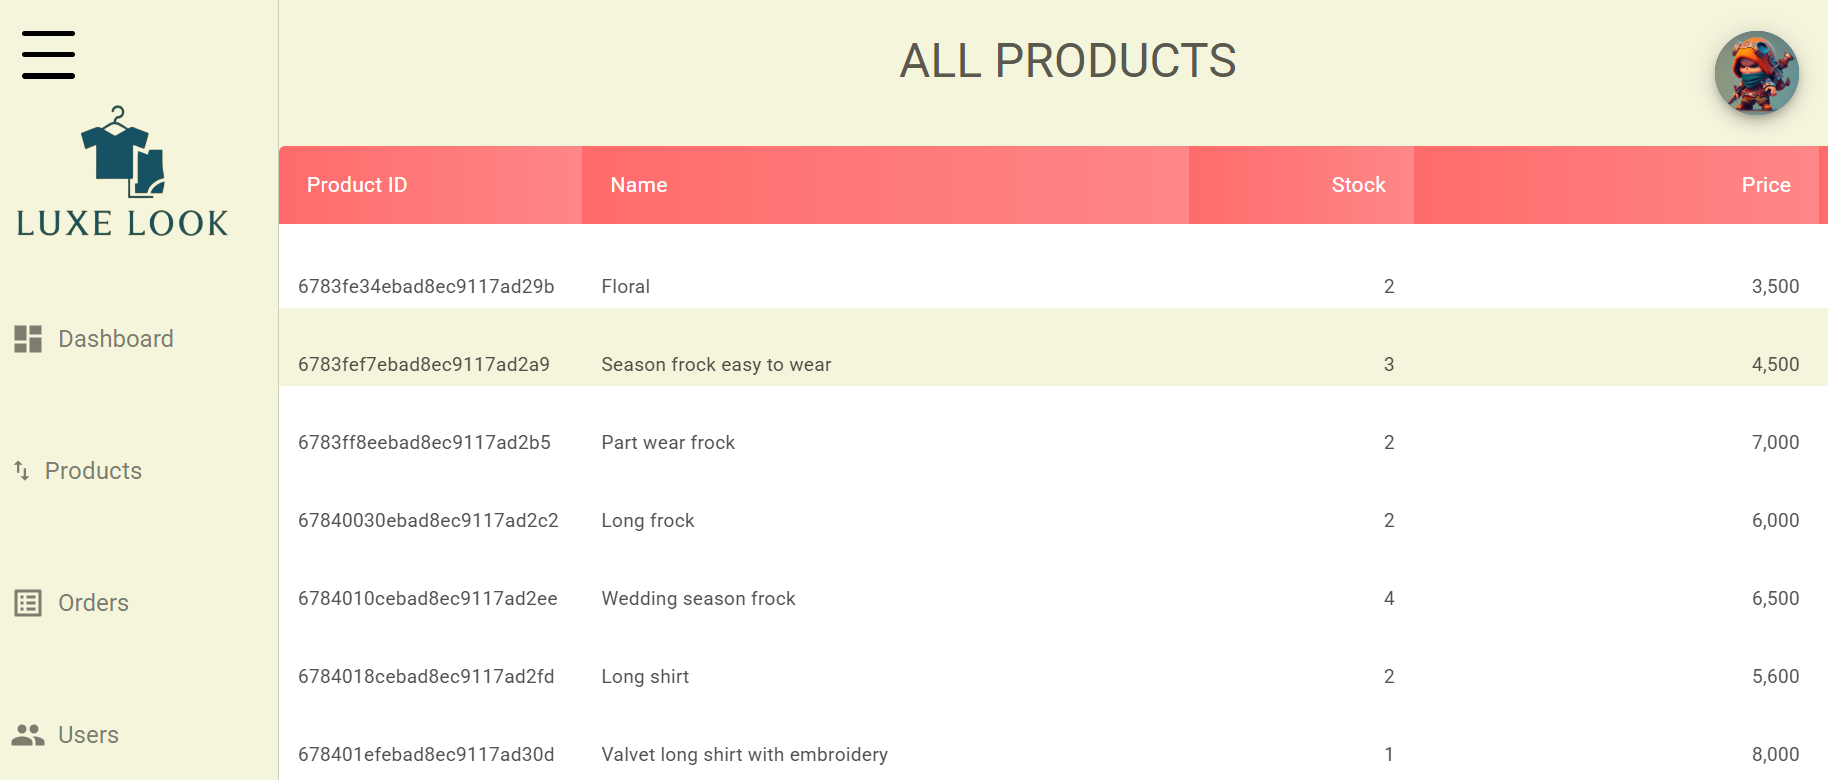 ALL PRODUCTS
LUXE LOOK
Dashboard
Products
Orders
Users
Product ID Name Stock Price
6783fe34ebad8ec9117ad29b Floral 2 3,500
6783fef7ebad8ec9117ad2a9 Season frock easy to wear 3 4,500
6783ff8eebad8ec9117ad2b5 Part wear frock 2 7,000
67840030ebad8ec9117ad2c2 Long frock 2 6,000
6784010cebad8ec9117ad2ee Wedding season frock 4 6,500
6784018cebad8ec9117ad2fd Long shirt 2 5,600
678401efebad8ec9117ad30d Valvet long shirt with embroidery 1 8,000